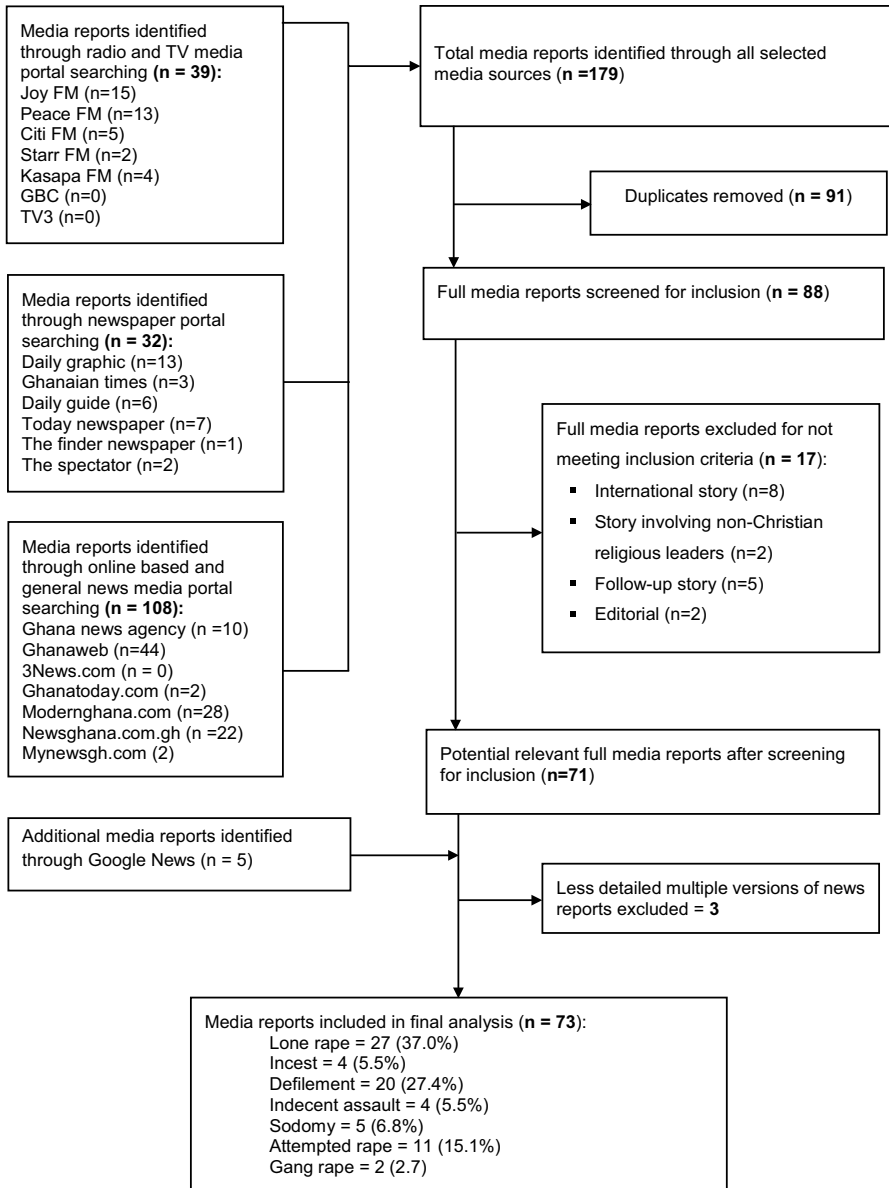 Media reports identified
through radio and TV media
portal searching (n = 39):
Joy FM (n=15)
Peace FM (n=13)
Citi FM (n=5)
Starr FM (n=2)
Kasapa FM (n=4)
GBC (n=0)
TV3 (n=0)
Media reports identified
through newspaper portal
searching (n = 32):
Daily graphic (n=13)
Ghanaian times (n=3)
Daily guide (n=6)
Today newspaper (n=7)
The finder newspaper (n=1)
The spectator (n=2)
Media reports identified
through online based and
general news media portal
searching (n = 108):
Ghana news agency (n =10)
Ghanaweb (n=44)
3News.com (n = 0)
Ghanatoday.com (n=2)
Modernghana.com (n=28)
Newsghana.com.gh (n =22)
Mynewsgh.com (2)
Total media reports identified through all selected
media sources (n =179)
Duplicates removed (n = 91)
Full media reports screened for inclusion (n = 88)
Full media reports excluded for not
meeting inclusion criteria (n = 17):
▪ International story (n=8)
▪ Story involving non-Christian
religious leaders (n=2)
▪ Follow-up story (n=5)
▪ Editorial (n=2)
Potential relevant full media reports after screening
for inclusion (n=71)
Additional media reports identified
through Google News (n = 5)
Less detailed multiple versions of news
reports excluded = 3
Media reports included in final analysis (n = 73):
Lone rape = 27 (37.0%)
Incest = 4 (5.5%)
Defilement = 20 (27.4%)
Indecent assault = 4 (5.5%)
Sodomy = 5 (6.8%)
Attempted rape = 11 (15.1%)
Gang rape = 2 (2.7)